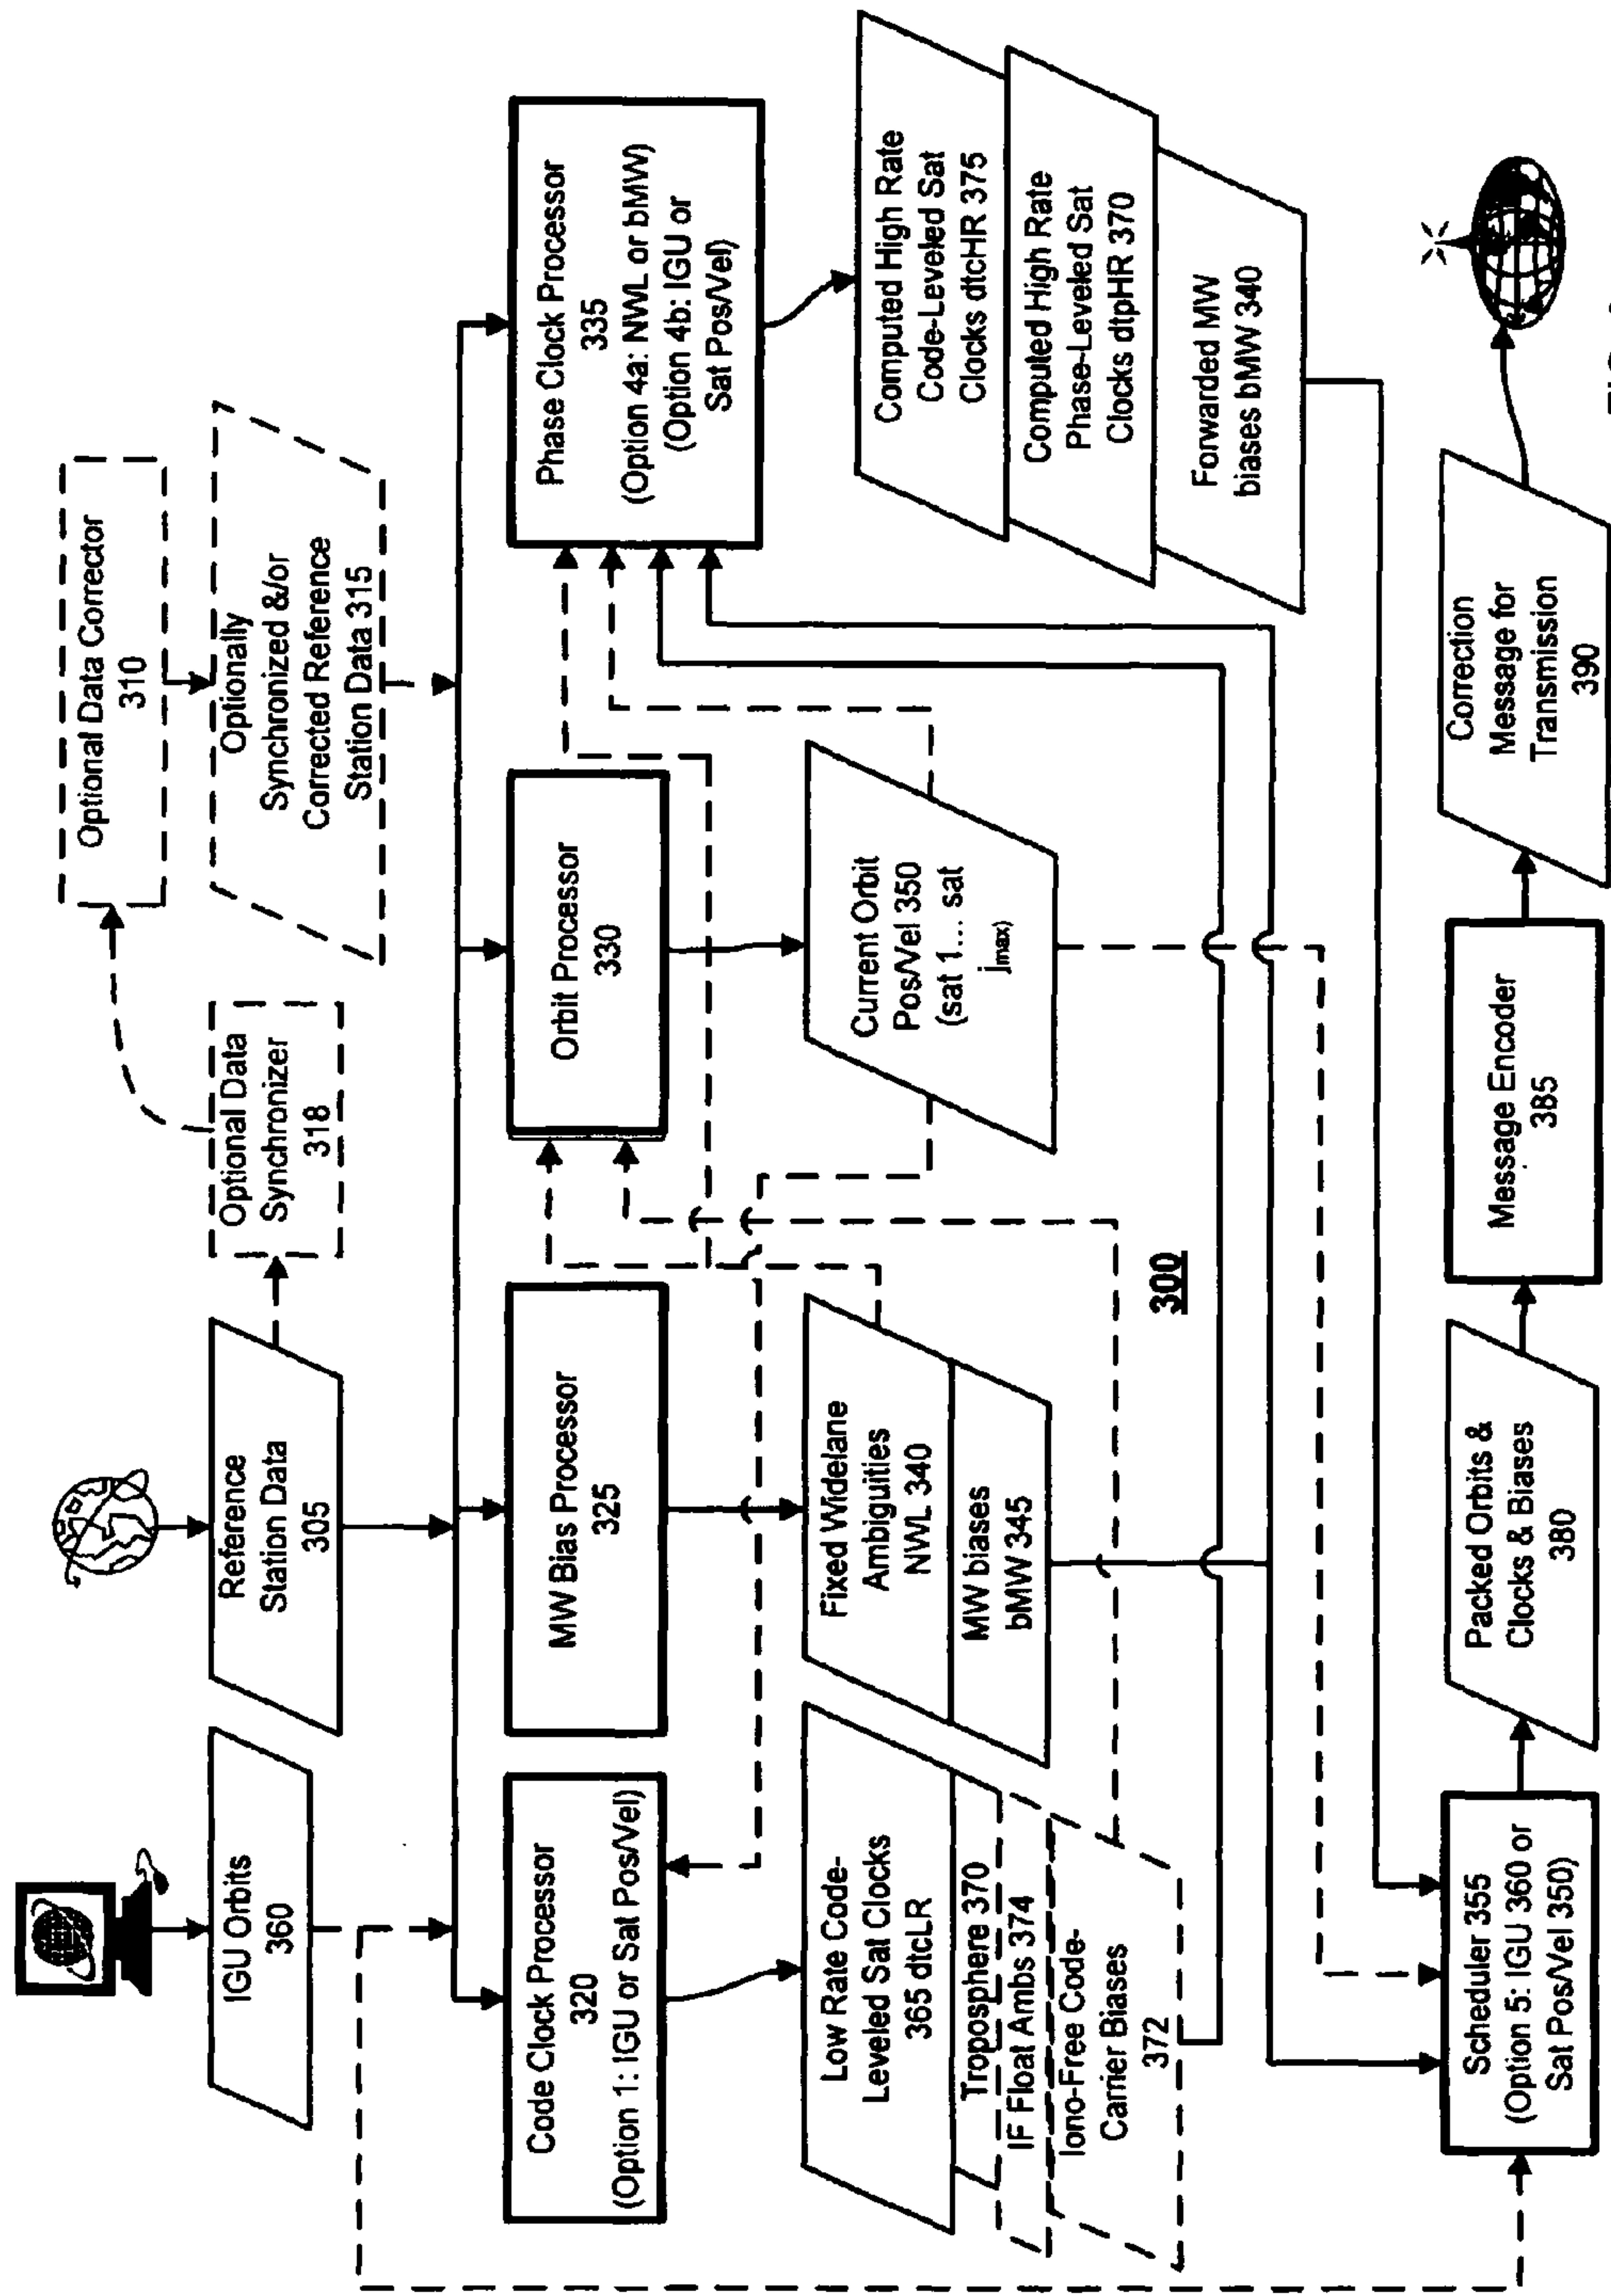 IGU Orbits
360
Reference
Station Data
305
Optional Data
Synchronizer
318
Optional Data Corrector
310
Optionally
Synchronized &/or
Corrected Reference
Station Data 315
Code Clock Processor
320
(Option 1: IGU or Sat Pos/Vel)
MW Bias Processor
325
Orbit Processor
330
Phase Clock Processor
335
(Option 4a: NWL or bMW)
(Option 4b: IGU or
Sat Pos/Vel)
Low Rate Code-
Leveled Sat Clocks
365 dtcLR
Troposphere 370
IF Float Ambs 374
Iono-Free Code-
Carrier Biases
372
Fixed Widelane
Ambiguities
NWL 340
MW biases
bMW 345
Current Orbit
Pos/Vel 350
(sat 1... sat
jmax)
Computed High Rate
Code-Leveled Sat
Clocks dtcHR 375
Computed High Rate
Phase-Leveled Sat
Clocks dtpHR 370
Forwarded MW
biases bMW 340
300
Scheduler 355
(Option 5: IGU 360 or
Sat Pos/Vel 350)
Packed Orbits &
Clocks & Biases
380
Message Encoder
385
Correction
Message for
Transmission
390